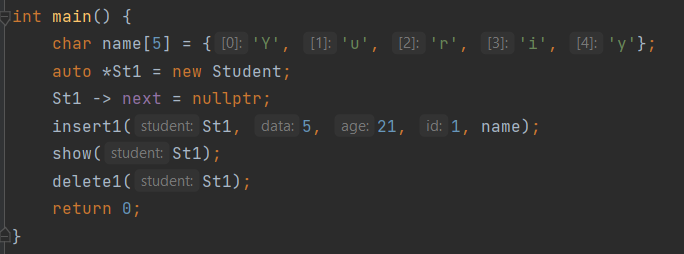 int main() {
    char name[5] = {[0]: 'Y', [1]: 'u', [2]: 'r', [3]: 'i', [4]: 'y'};
    auto *St1 = new Student;
    St1 -> next = nullptr;
    insert1( student: St1, data: 5, age: 21, id: 1, name);
    show( student: St1);
    delete1( student: St1);
    return 0;
}